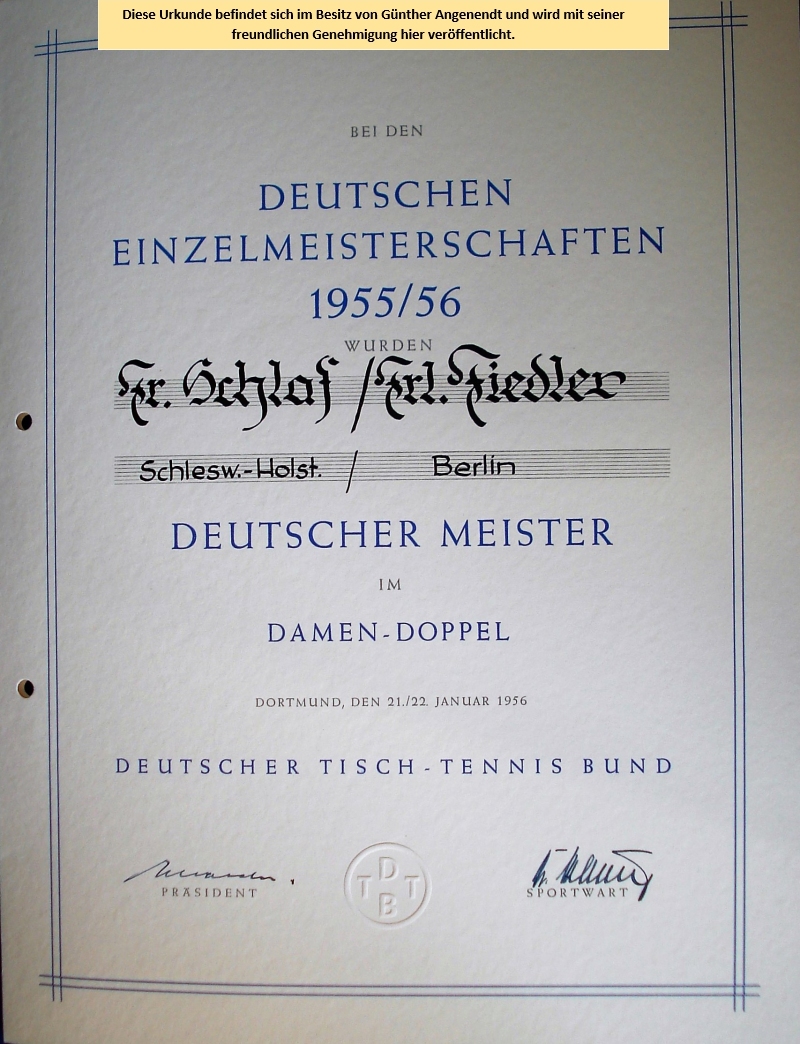 Diese Urkunde befindet sich im Besitz von Günther Angenendt und wird mit seiner
freundlichen Genehmigung hier veröffentlicht.
BEI DEN
DEUTSCHEN
EINZELMEISTERSCHAFTEN
1955/56
WURDEN
Fr. Schlaf / Frl. Fiedler
Schlesw.-Holst. / Berlin
DEUTSCHER MEISTER
IM
DAMEN-DOPPEL
DORTMUND, DEN 21./22. JANUAR 1956
DEUTSCHER TISCH-TENNIS BUND
PRÄSIDENT
DTTB
SPORTWART